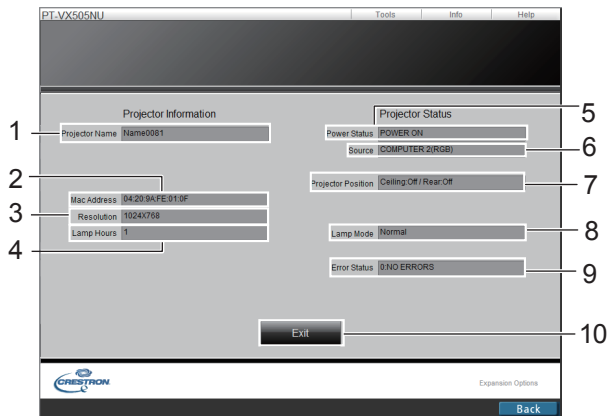 PT-VX505NU Tools Info Help
Projector Information Projector Status
1 Projector Name Name0081
5 Power Status POWER ON
Source COMPUTER 2(RGB) 6
2
Mac Address 04:20:9A:FE:01:0F
3 Resolution 1024X768
Lamp Hours 1
4
Projector Position Ceiling:Off / Rear:Off 7
Lamp Mode Normal 8
Error Status 0:NO ERRORS 9
Exit 10
CRESTRON Expansion Options
Back